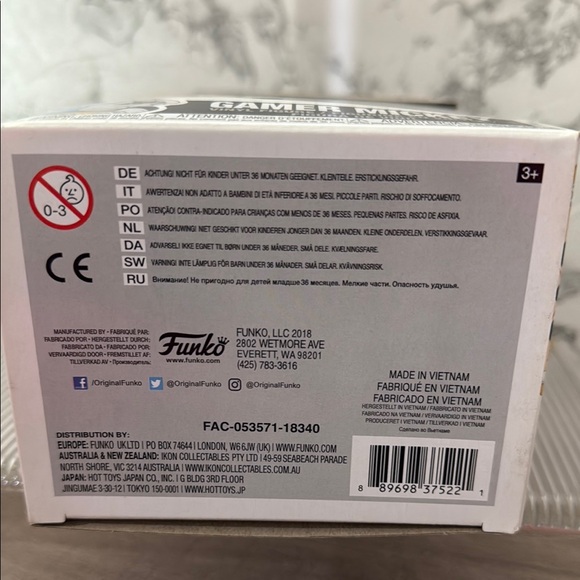 GAMER MICKEY
0-3
DE ACHTUNG! NICHT FÜR KINDER UNTER 36 MONATEN GEEIGNET. KLEINTEILE. ERSTICKUNGSGEFAHR.
3+
IT AVVERTENZA! NON ADATTO A BAMBINI DI ETÀ INFERIORE A 36 MESI. PICCOLE PARTI. RISCHIO DI SOFFOCAMENTO.
PO ATENÇÃO! CONTRA-INDICADO PARA CRIANÇAS COM MENOS DE 36 MESES. PEQUENAS PARTES. RISCO DE ASFIXIA.
NL WAARSCHUWING! NIET GESCHIKT VOOR KINDEREN JONGER DAN 36 MAANDEN. KLEINE ONDERDELEN. VERSTIKKINGSGEVAAR.
DA ADVARSEL! IKKE EGNET TIL BØRN UNDER 36 MÅNEDER. SMÅ DELE. KVÆLNINGSFARE.
SW VARNING! INTE LÄMPLIG FÖR BARN UNDER 36 MÅNADER. SMÅ DELAR. KVÄVNINGSRISK.
RU Внимание! Не пригодно для детей младше 36 месяцев. Мелкие части. Опасность удушья.
CE
MANUFACTURED BY • FABRIQUÉ PAR:
FABRICADO POR • HERGESTELLT DURCH:
FABBRICATO DA • FABRICADO POR:
VERVAARDIGD DOOR • FREMSTILLET AF:
TILLVERKAD AV • Производитель:
Funko
www.funko.com
FUNKO, LLC 2018
2802 WETMORE AVE
EVERETT, WA 98201
(425) 783-3616
/OriginalFunko @OriginalFunko @OriginalFunko
MADE IN VIETNAM
FABRIQUÉ EN VIETNAM
FABRICADO EN VIETNAM
HERGESTELLT IN VIETNAM / FABBRICATO IN VIETNAM
FABRICADO NA VIETNAM / VERVAARDIGD IN VIETNAM
PRODUCERET I VIETNAM / TILLVERKAD I VIETNAM
Сделано во Вьетнаме
FAC-053571-18340
DISTRIBUTION BY:
EUROPE: FUNKO UK LTD | PO BOX 74644 | LONDON, W6 6JW (UK) | WWW.FUNKO.COM
AUSTRALIA & NEW ZEALAND: IKON COLLECTABLES PTY LTD | 49-59 SEABEACH PARADE
NORTH SHORE, VIC 3214 AUSTRALIA | WWW.IKONCOLLECTABLES.COM.AU
JAPAN: HOT TOYS JAPAN CO., INC. | G BLDG 3RD FLOOR
JINGUMAE 3-30-12 | TOKYO 150-0001 | WWW.HOTTOYS.JP
8 89698 37522 1